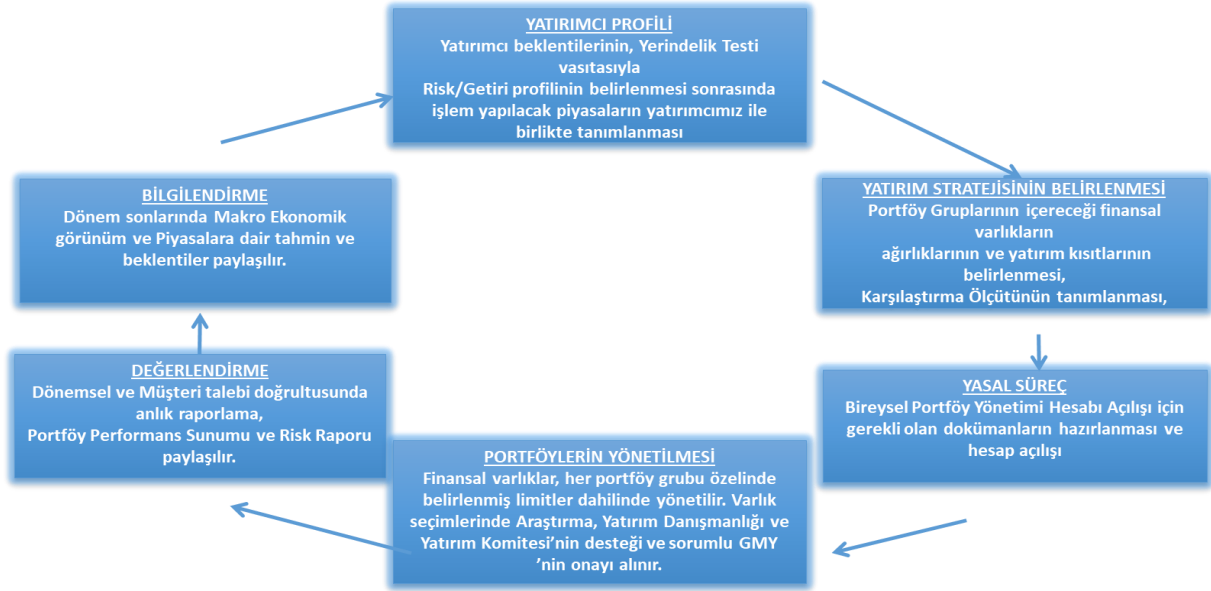 YATIRIMCI PROFİLİ
Yatırımcı beklentilerinin, Yerindelik Testi
vasıtasıyla
Risk/Getiri profilinin belirlenmesi sonrasında
işlem yapılacak piyasaların yatırımcımız ile
birlikte tanımlanması
YATIRIM STRATEJİSİNİN BELİRLENMESİ
Portföy Gruplarının içereceği finansal
varlıkların
ağırlıklarının ve yatırım kısıtlarının
belirlenmesi,
Karşılaştırma Ölçütünün tanımlanması,
YASAL SÜREÇ
Bireysel Portföy Yönetimi Hesabı Açılışı için
gerekli olan dokümanların hazırlanması ve
hesap açılışı
PORTFÖYLERİN YÖNETİLMESİ
Finansal varlıklar, her portföy grubu özelinde
belirlenmiş limitler dahilinde yönetilir. Varlık
seçimlerinde Araştırma, Yatırım Danışmanlığı ve
Yatırım Komitesi’nin desteği ve sorumlu GMY
’nin onayı alınır.
DEĞERLENDİRME
Dönemsel ve Müşteri talebi doğrultusunda
anlık raporlama,
Portföy Performans Sunumu ve Risk Raporu
paylaşılır.
BİLGİLENDİRME
Dönem sonlarında Makro Ekonomik
görünüm ve Piyasalara dair tahmin ve
beklentiler paylaşılır.